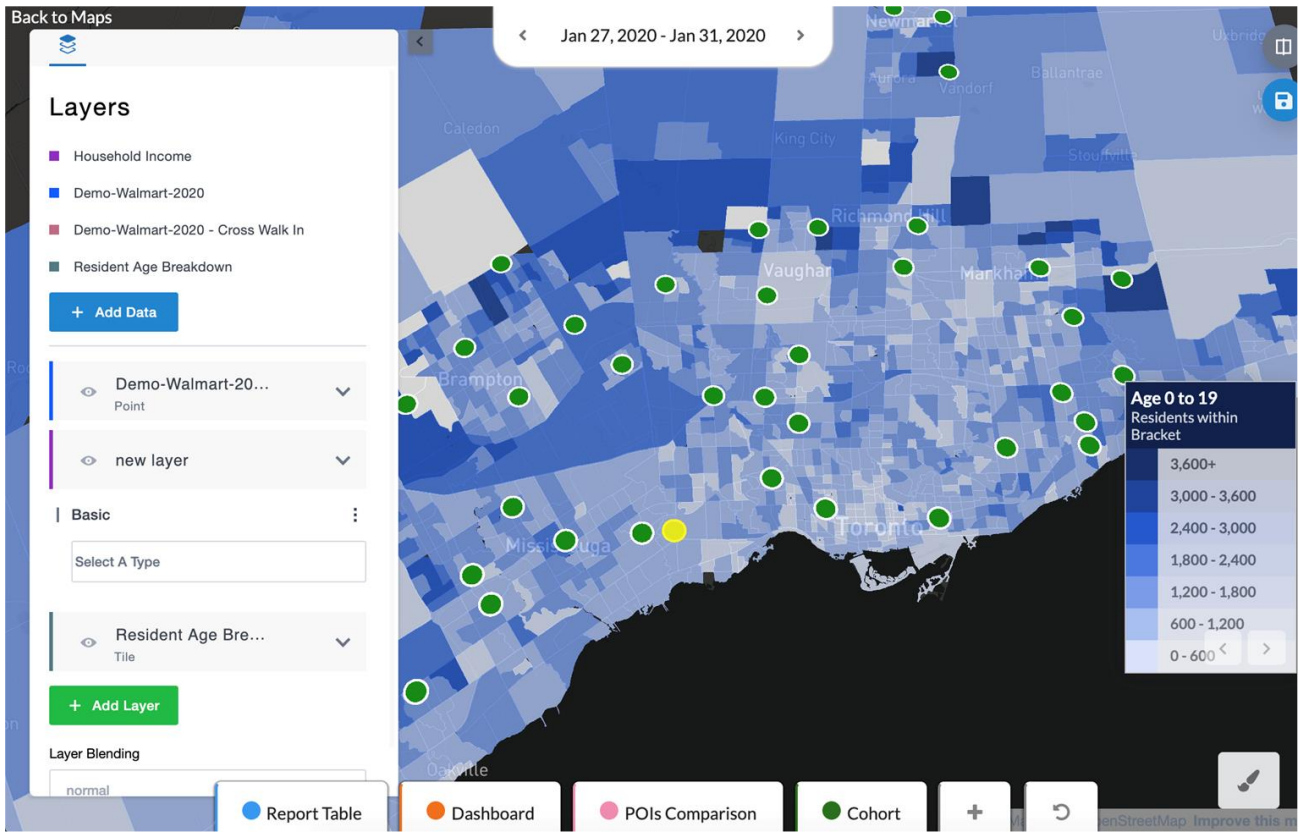 Back to Maps
Jan 27, 2020 - Jan 31, 2020
Layers
Household Income
Demo-Walmart-2020
Demo-Walmart-2020 - Cross Walk In
Resident Age Breakdown
+ Add Data
Demo-Walmart-20...
Point
new layer
Basic
Select A Type
Resident Age Bre...
Tile
+ Add Layer
Layer Blending
normal
Newmarket
Aurora
Vandorf
Ballantrae
Caledon
King City
Stouffville
Richmond Hill
Vaughan
Markham
Brampton
Mississauga
Toronto
Oakville
Age 0 to 19
Residents within
Bracket
3,600+
3,000 - 3,600
2,400 - 3,000
1,800 - 2,400
1,200 - 1,800
600 - 1,200
0 - 600
Report Table
Dashboard
POIs Comparison
Cohort
+
enStreetMap Improve this m